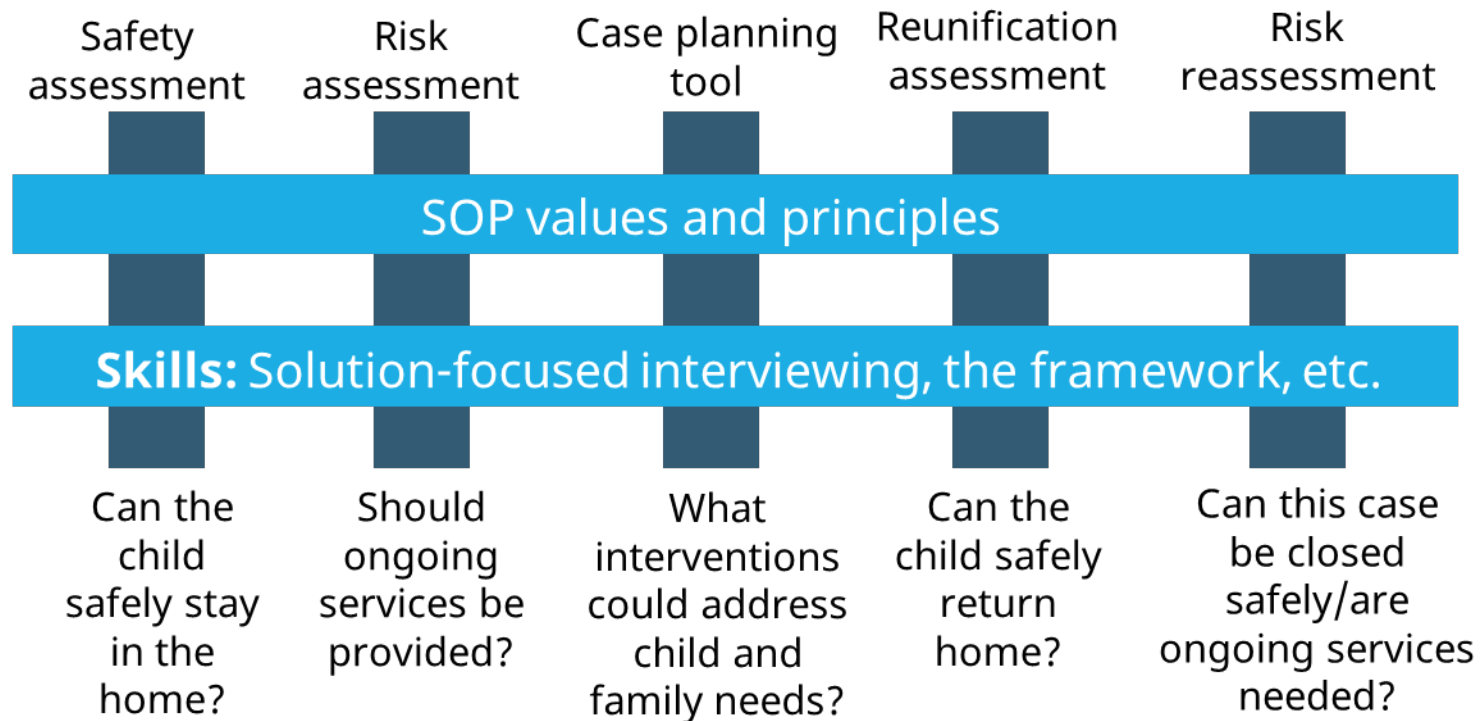 Safety
assessment
Risk
assessment
Case planning
tool
Reunification
assessment
Risk
reassessment
SOP values and principles
Skills: Solution-focused interviewing, the framework, etc.
Can the
child
safely stay
in the
home?
Should
ongoing
services be
provided?
What
interventions
could address
child and
family needs?
Can the
child safely
return
home?
Can this case
be closed
safely/are
ongoing services
needed?